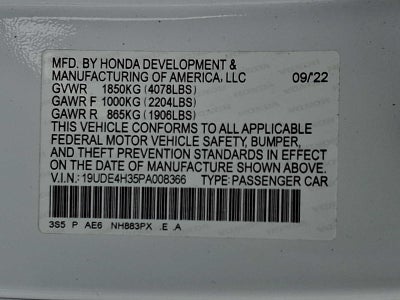 MFD. BY HONDA DEVELOPMENT &
MANUFACTURING OF AMERICA, LLC 09/22
GVWR 1850KG (4078LBS)
GAWR F 1000KG (2204LBS)
GAWR R 865KG (1906LBS)
THIS VEHICLE CONFORMS TO ALL APPLICABLE
FEDERAL MOTOR VEHICLE SAFETY, BUMPER,
AND THEFT PREVENTION STANDARDS IN EFFECT
ON THE DATE OF MANUFACTURE SHOWN ABOVE.
V.I.N.: 19UDE4H35PA008366 TYPE: PASSENGER CAR
3S5 P AE6 NH883PX .E .A